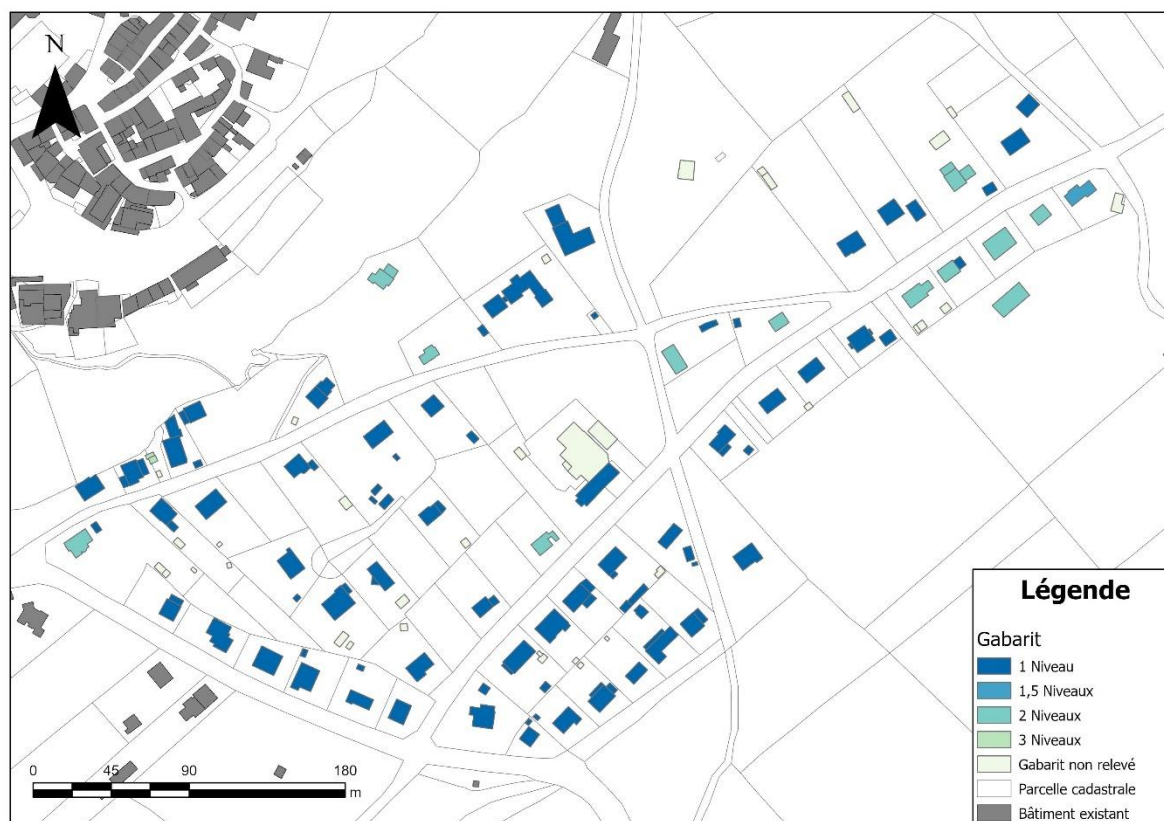 N
Légende
Gabarit
1 Niveau
1,5 Niveaux
2 Niveaux
3 Niveaux
Gabarit non relevé
Parcelle cadastrale
Bâtiment existant
0 45 90 180
m